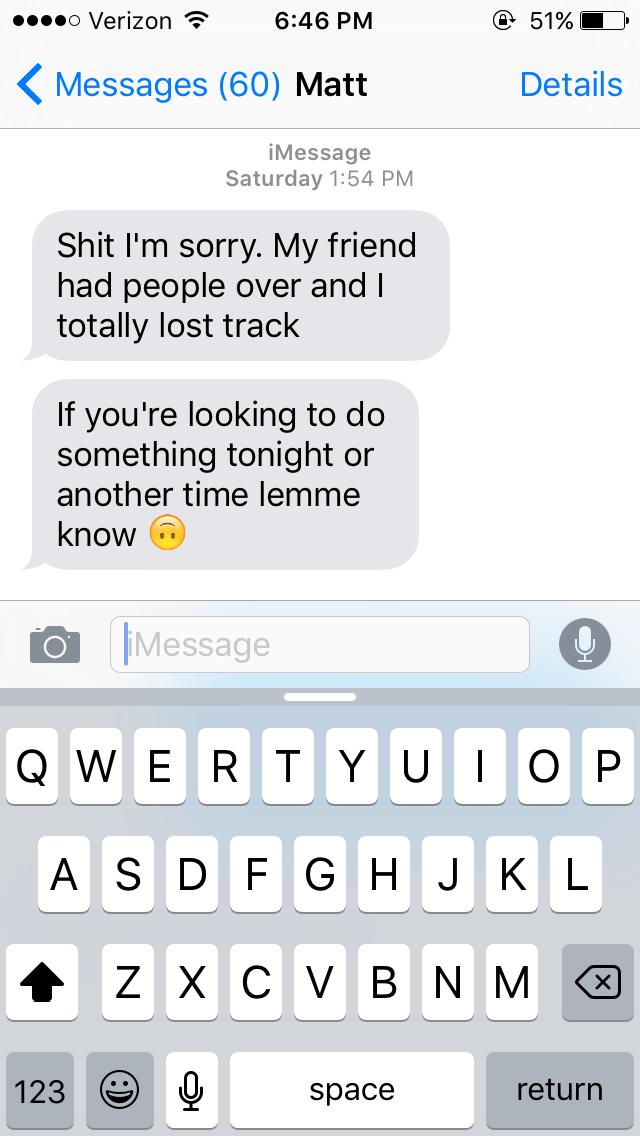 Verizon 6:46 PM 51%
Messages (60) Matt Details
iMessage
Saturday 1:54 PM
Shit I'm sorry. My friend
had people over and I
totally lost track
If you're looking to do
something tonight or
another time lemme
know 🙃
iMessage
Q W E R T Y U I O P
A S D F G H J K L
Z X C V B N M
123 space return